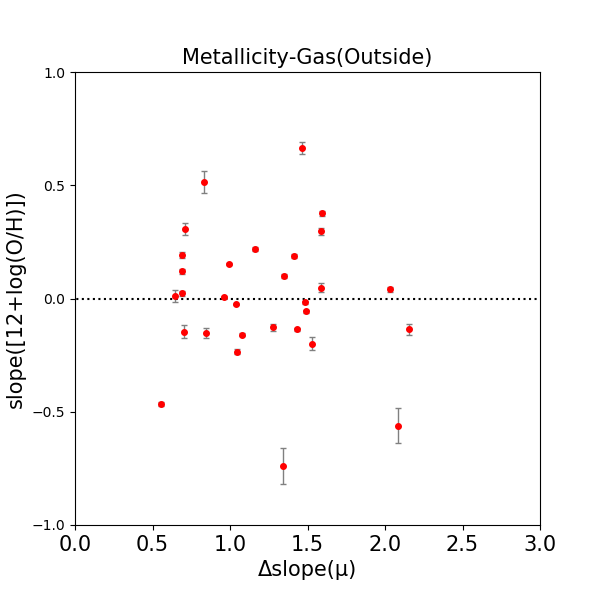 Metallicity-Gas(Outside)
slope([12+log(O/H)])
1.0
0.5
0.0
−0.5
−1.0
0.0 0.5 1.0 1.5 2.0 2.5 3.0
Δslope(μ)